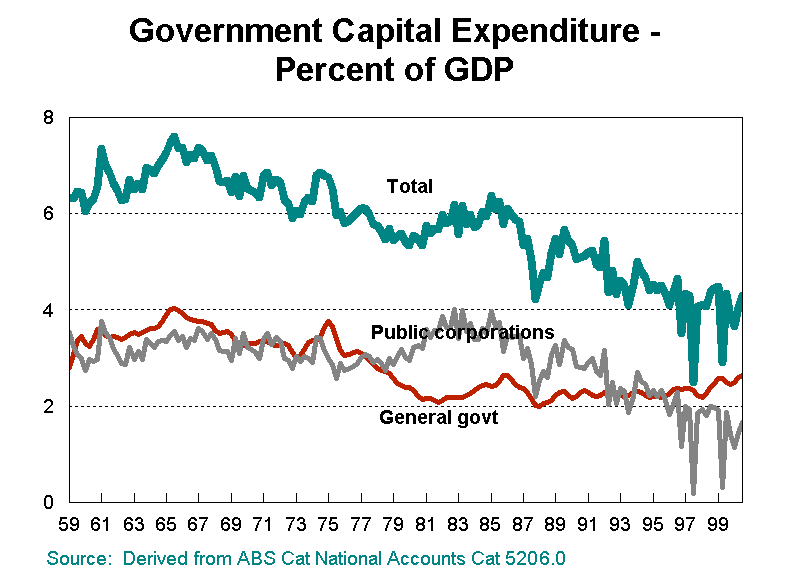 Government Capital Expenditure -
Percent of GDP
8
Total
6
4
Public corporations
2
General govt
0
59 61 63 65 67 69 71 73 75 77 79 81 83 85 87 89 91 93 95 97 99
Source: Derived from ABS Cat National Accounts Cat 5206.0